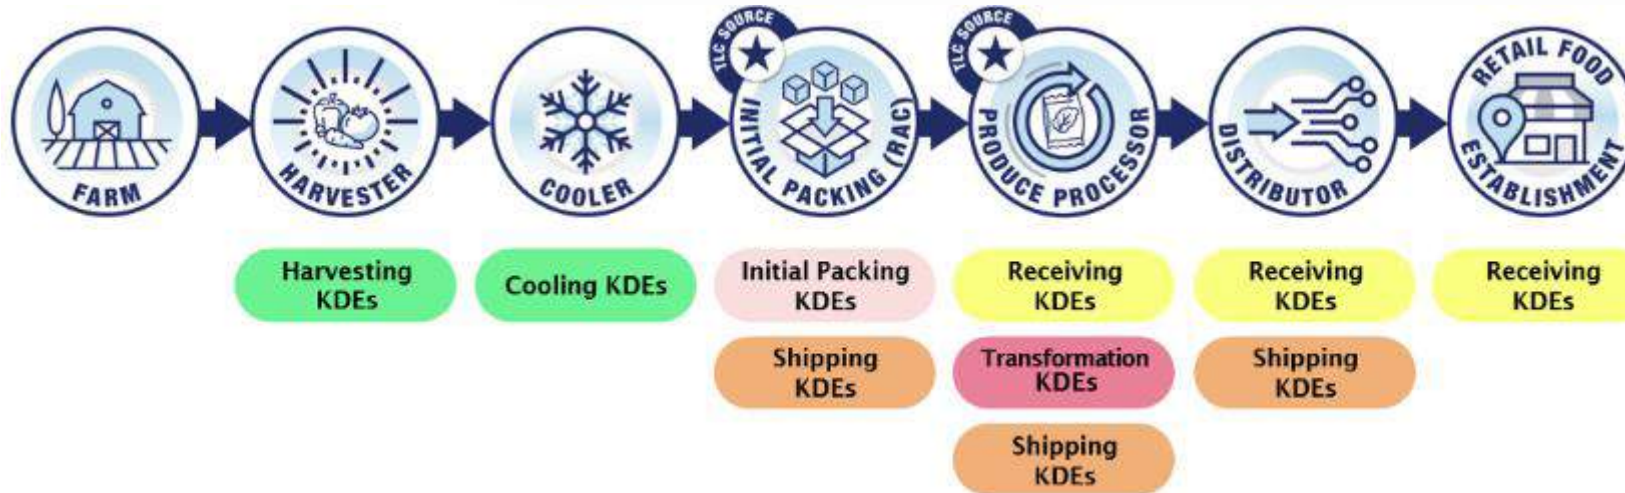 FARM
HARVESTER
COOLER
TLC SOURCE
INITIAL PACKING (RAC)
TLC SOURCE
PRODUCE PROCESSOR
DISTRIBUTOR
RETAIL FOOD
ESTABLISHMENT
Harvesting
KDEs
Cooling KDEs
Initial Packing
KDEs
Shipping
KDEs
Receiving
KDEs
Transformation
KDEs
Shipping
KDEs
Receiving
KDEs
Shipping
KDEs
Receiving
KDEs